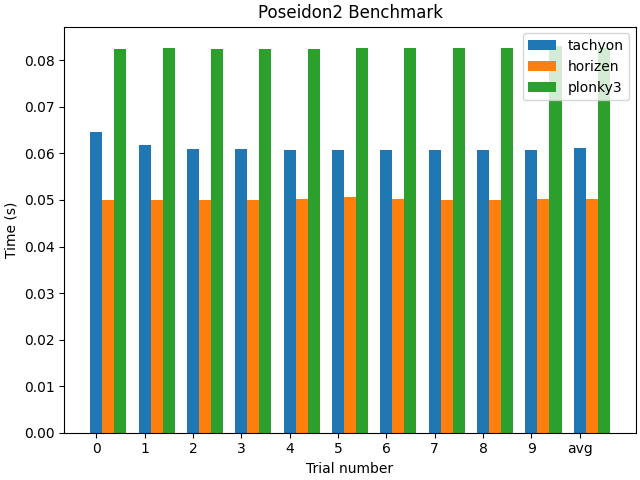 Poseidon2 Benchmark
tachyon
horizen
plonky3
Time (s)
0.08
0.07
0.06
0.05
0.04
0.03
0.02
0.01
0.00
0 1 2 3 4 5 6 7 8 9 avg
Trial number